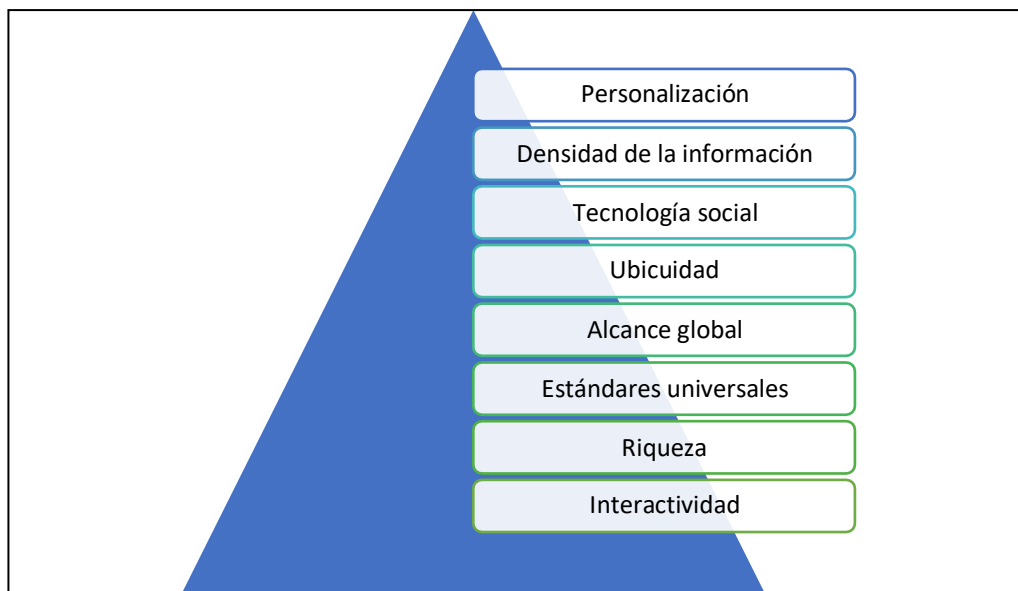 Personalización
Densidad de la información
Tecnología social
Ubicuidad
Alcance global
Estándares universales
Riqueza
Interactividad